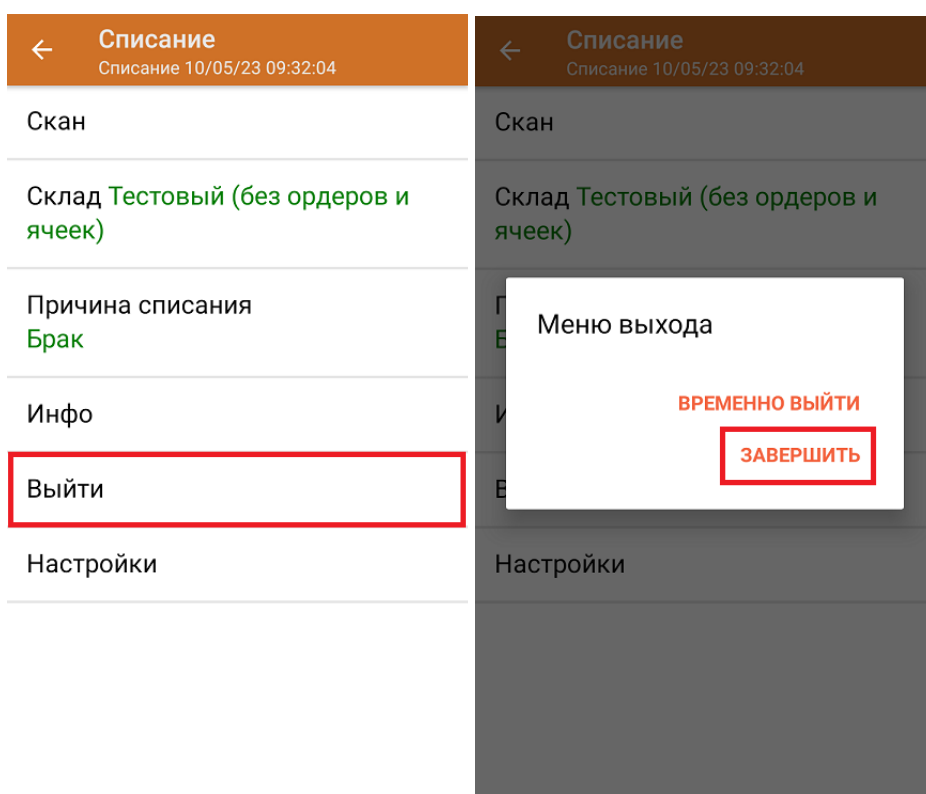 Списание
Списание 10/05/23 09:32:04
Скан
Склад Тестовый (без ордеров и
ячеек)
Причина списания
Брак
Инфо
Выйти
Настройки
Списание
Списание 10/05/23 09:32:04
Скан
Склад Тестовый (без ордеров и
ячеек)
Меню выхода
ВРЕМЕННО ВЫЙТИ
ЗАВЕРШИТЬ
Настройки